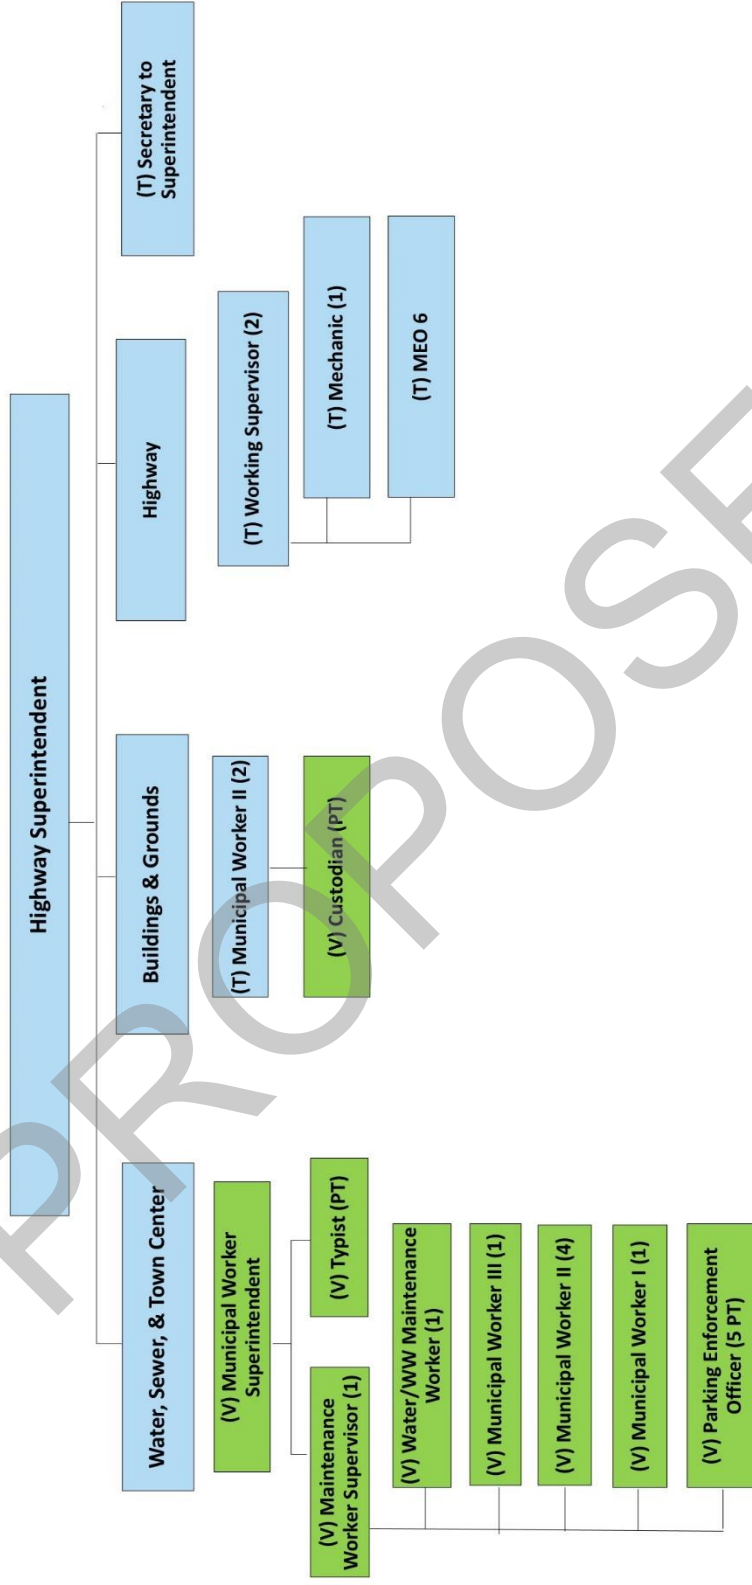 Highway Superintendent
Water, Sewer, & Town Center
Buildings & Grounds
Highway
(T) Secretary to
Superintendent
(V) Municipal Worker
Superintendent
(V) Maintenance
Worker Supervisor (1)
(V) Typist (PT)
(V) Water/WW Maintenance
Worker (1)
(V) Municipal Worker III (1)
(V) Municipal Worker II (4)
(V) Municipal Worker I (1)
(V) Parking Enforcement
Officer (5 PT)
(T) Municipal Worker II (2)
(V) Custodian (PT)
(T) Working Supervisor (2)
(T) Mechanic (1)
(T) MEO 6
PROPOSE